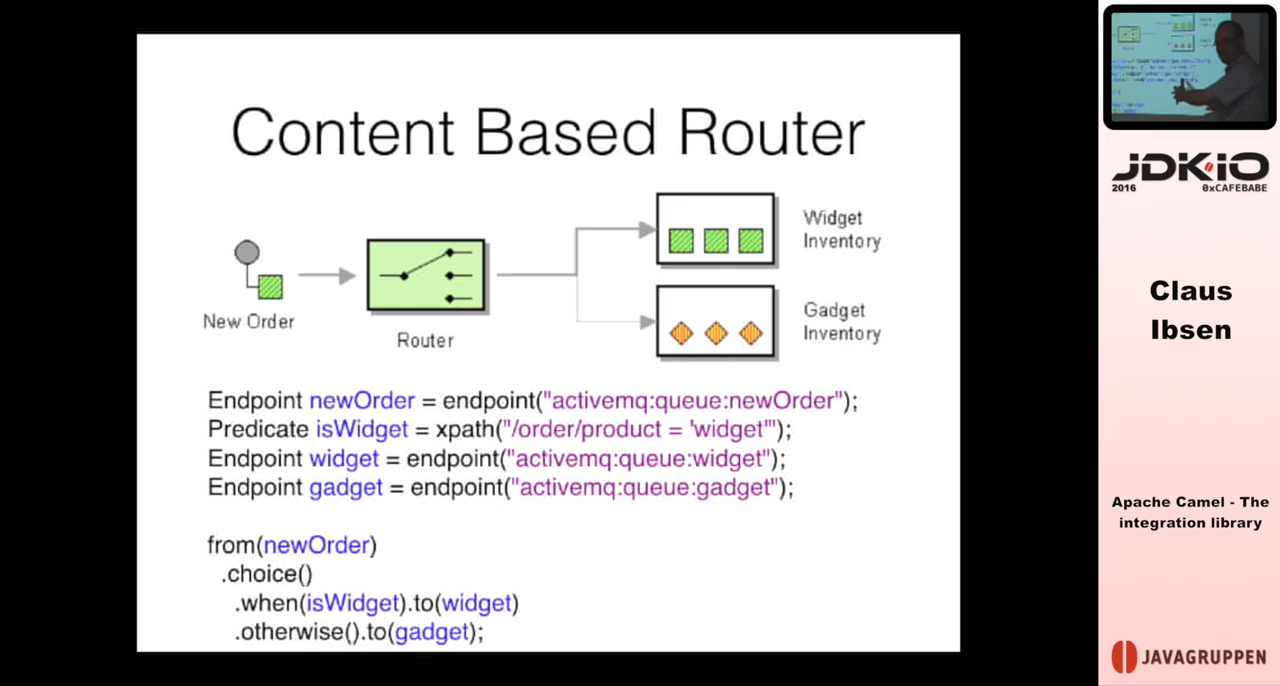 Content Based Router
New Order
Router
Widget
Inventory
Gadget
Inventory
Endpoint newOrder = endpoint("activemq:queue:newOrder");
Predicate isWidget = xpath("/order/product = 'widget'");
Endpoint widget = endpoint("activemq:queue:widget");
Endpoint gadget = endpoint("activemq:queue:gadget");
from(newOrder)
.choice()
.when(isWidget).to(widget)
.otherwise().to(gadget);
JDK.iO
2016 0xCAFEBABE
Claus
Ibsen
Apache Camel - The
integration library
JAVAGRUPPEN